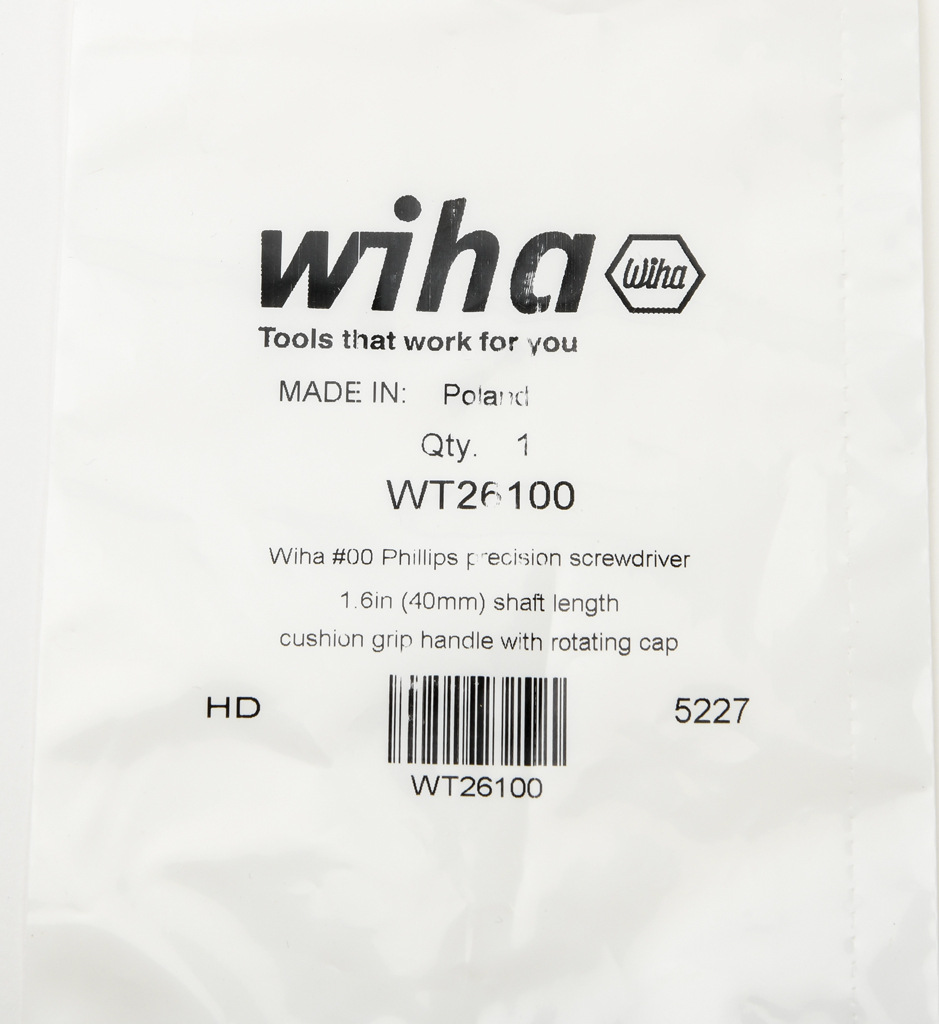 wiha Wiha
Tools that work for you
MADE IN: Poland
Qty. 1
WT26100
Wiha #00 Phillips precision screwdriver
1.6in (40mm) shaft length
cushion grip handle with rotating cap
HD 5227
WT26100